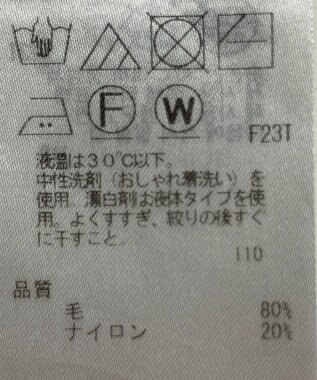 F W
F23T
液温は30℃以下。
中性洗剤(おしゃれ着洗い)を
使用。漂白剤は液体タイプを使
用。よくすすぎ、絞りの後すぐ
に干すこと。
110
品質
毛 80%
ナイロン 20%